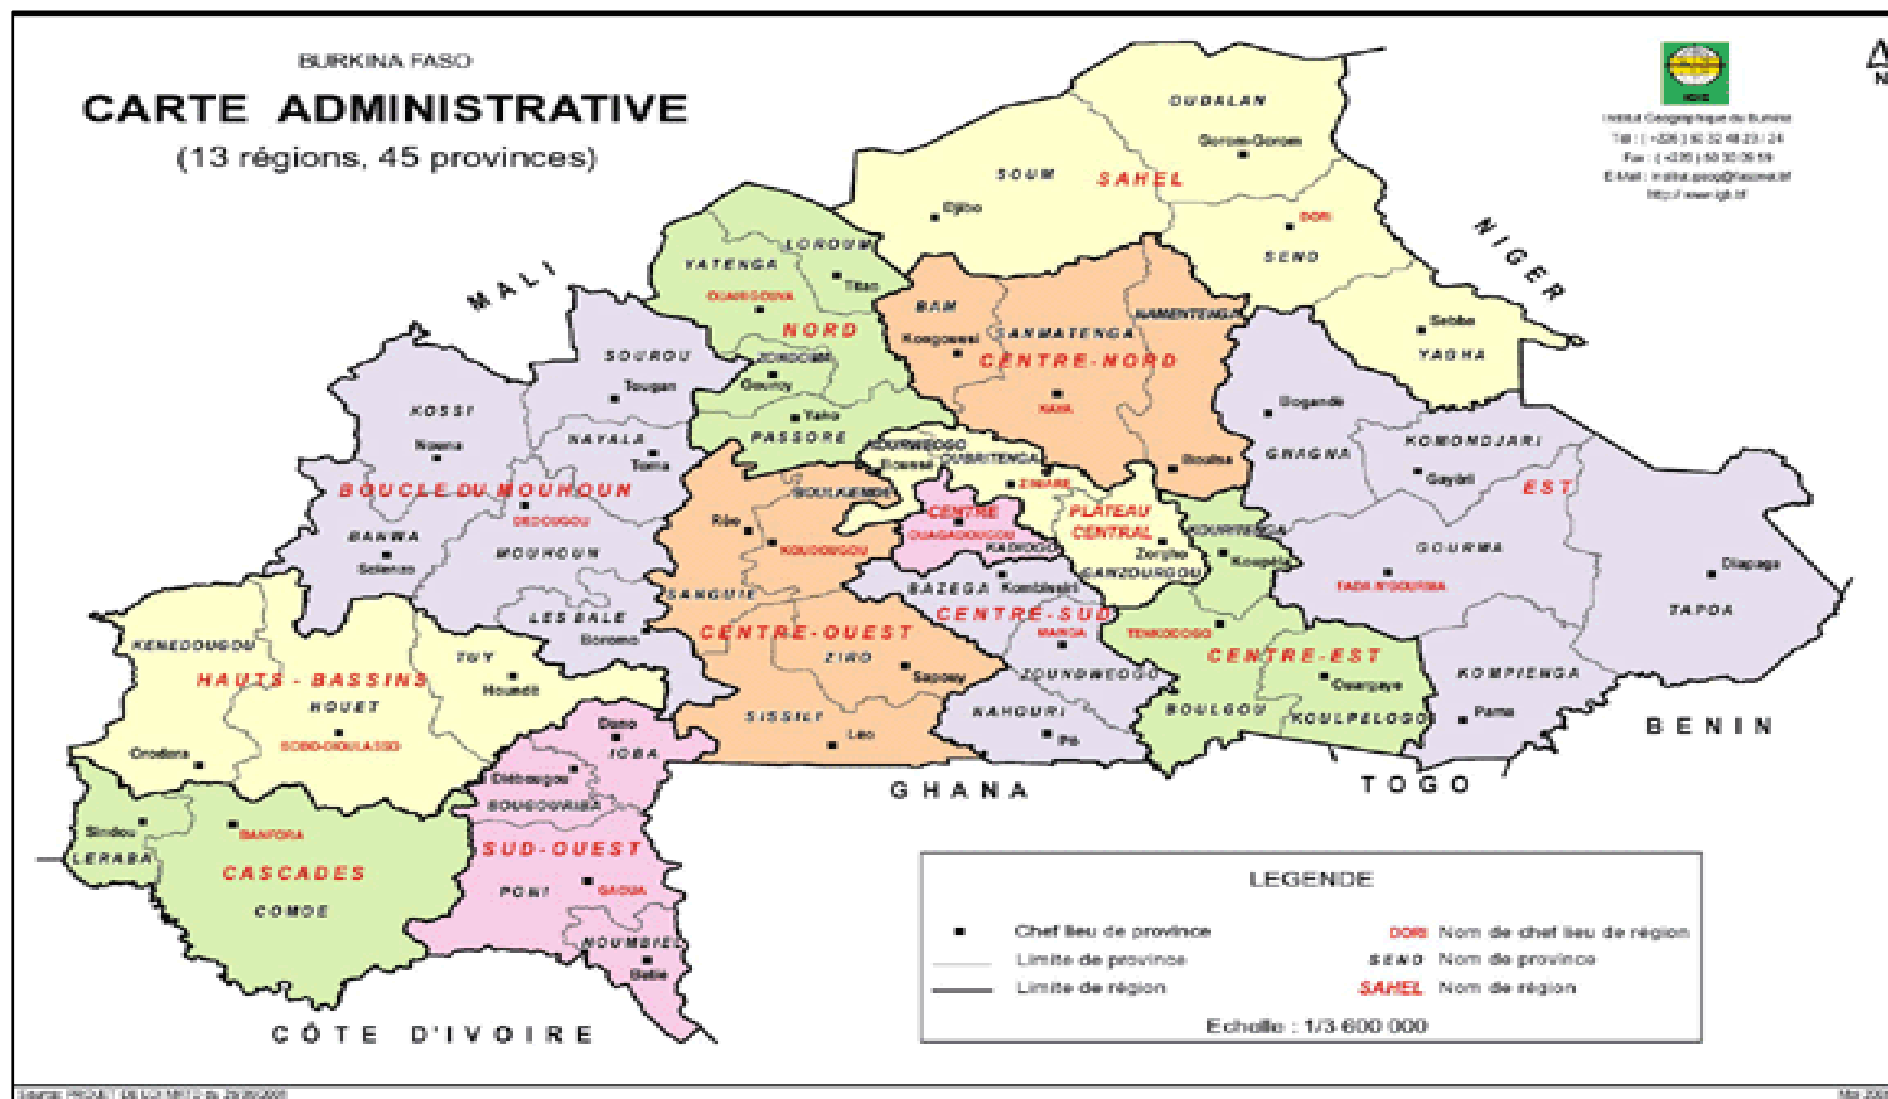 BURKINA FASO
CARTE ADMINISTRATIVE
(13 régions, 45 provinces)
N
Institut Géographique du Burkina
OUDALAN
Gorom-Gorom
SOUM
SAHEL
Djibo
DORI
SENO
NIGER
MALI
LOROUM
YATENGA
Titao
OUAHIGOUYA
NORD
BAM
NAMENTENGA
SANMATENGA
Kongoussi
CENTRE-NORD
Sebba
YAGHA
SOUROU
ZONDOMA
Gourcy
Tougan
KAYA
KOSSI
Yako
Bogandé
NAYALA
PASSORE
KOMONDJARI
Nouna
Toma
KOURWEOGO
OUBRITENGA
GNAGNA
Boussé
Boulsa
Gayéri
BOUCLE DU MOUHOUN
BOULKIEMDE
ZINIARE
EST
DEDOUGOU
CENTRE
PLATEAU
CENTRAL
Réo
BANWA
OUAGADOUGOU
KOURITENGA
MOUHOUN
KOUDOUGOU
KADIOGO
Zorgho
GOURMA
Solenzo
Koupéla
Diapaga
GANZOURGOU
BAZEGA
Kombissiri
FADA N'GOURMA
SANGUIE
TAPOA
LES BALE
CENTRE-SUD
Boromo
CENTRE-OUEST
MANGA
TENKODOGO
KENEDOUGOU
TUY
ZIRO
CENTRE-EST
HAUTS - BASSINS
Houndé
Sapouy
ZOUNDWEOGO
KOMPIENGA
Ouargaye
HOUET
SISSILI
NAHOURI
BOULGOU
KOULPELOGO
Pama
Dano
BENIN
BOBO-DIOULASSO
Léo
Pô
Orodara
IOBA
Diébougou
GHANA
TOGO
BOUGOURIBA
Sindou
BANFORA
LERABA
SUD-OUEST
CASCADES
PONI
GAOUA
COMOE
NOUMBIEL
Batié
CÔTE D'IVOIRE
LEGENDE
Chef lieu de province
DORI Nom de chef lieu de région
Limite de province
SENO Nom de province
Limite de région
SAHEL Nom de région
Echelle : 1/3 600 000